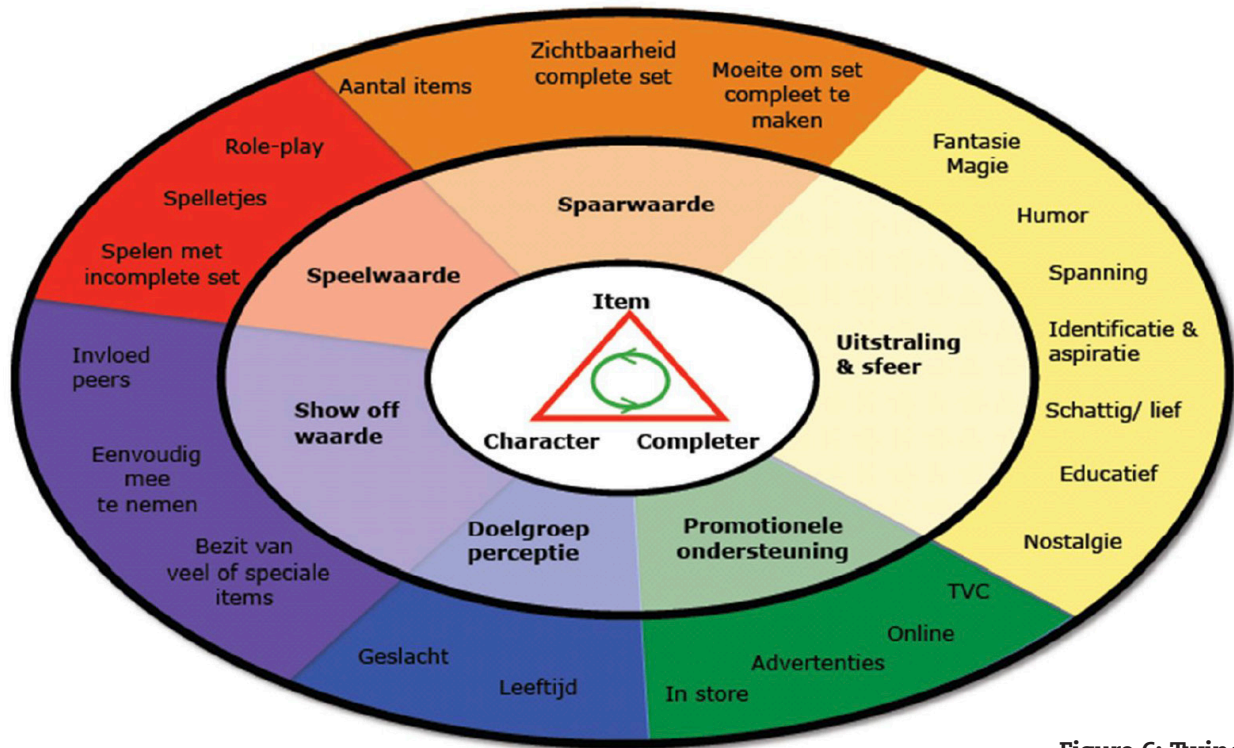 Zichtbaarheid
complete set
Aantal items
Moeite om set
compleet te
maken
Fantasie
Magie
Humor
Spanning
Identificatie &
aspiratie
Schattig/ lief
Educatief
Nostalgie
TVC
Online
Advertenties
In store
Leeftijd
Geslacht
Bezit van
veel of speciale
items
Eenvoudig
mee
te nemen
Invloed
peers
Spelen met
incomplete set
Spelletjes
Role-play
Spaarwaarde
Uitstraling
& sfeer
Promotionele
ondersteuning
Doelgroep
perceptie
Show off
waarde
Speelwaarde
Item
Character
Completer